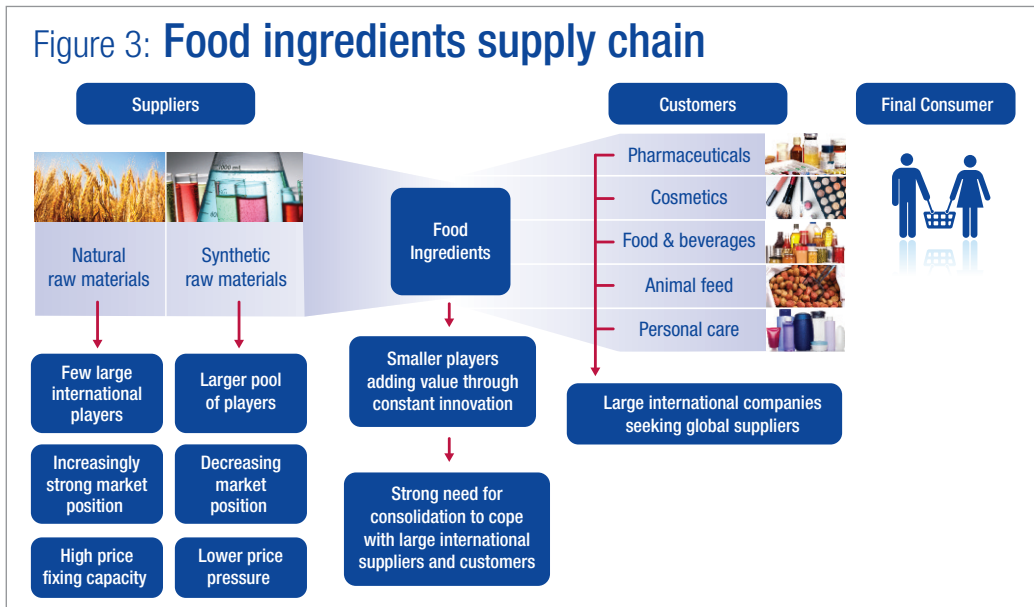 Figure 3: Food ingredients supply chain
Suppliers
Customers
Final Consumer
Natural
raw materials
Synthetic
raw materials
Food
Ingredients
Pharmaceuticals
Cosmetics
Food & beverages
Animal feed
Personal care
Few large
international
players
Increasingly
strong market
position
High price
fixing capacity
Larger pool
of players
Decreasing
market
position
Lower price
pressure
Smaller players
adding value through
constant innovation
Strong need for
consolidation to cope
with large international
suppliers and customers
Large international companies
seeking global suppliers